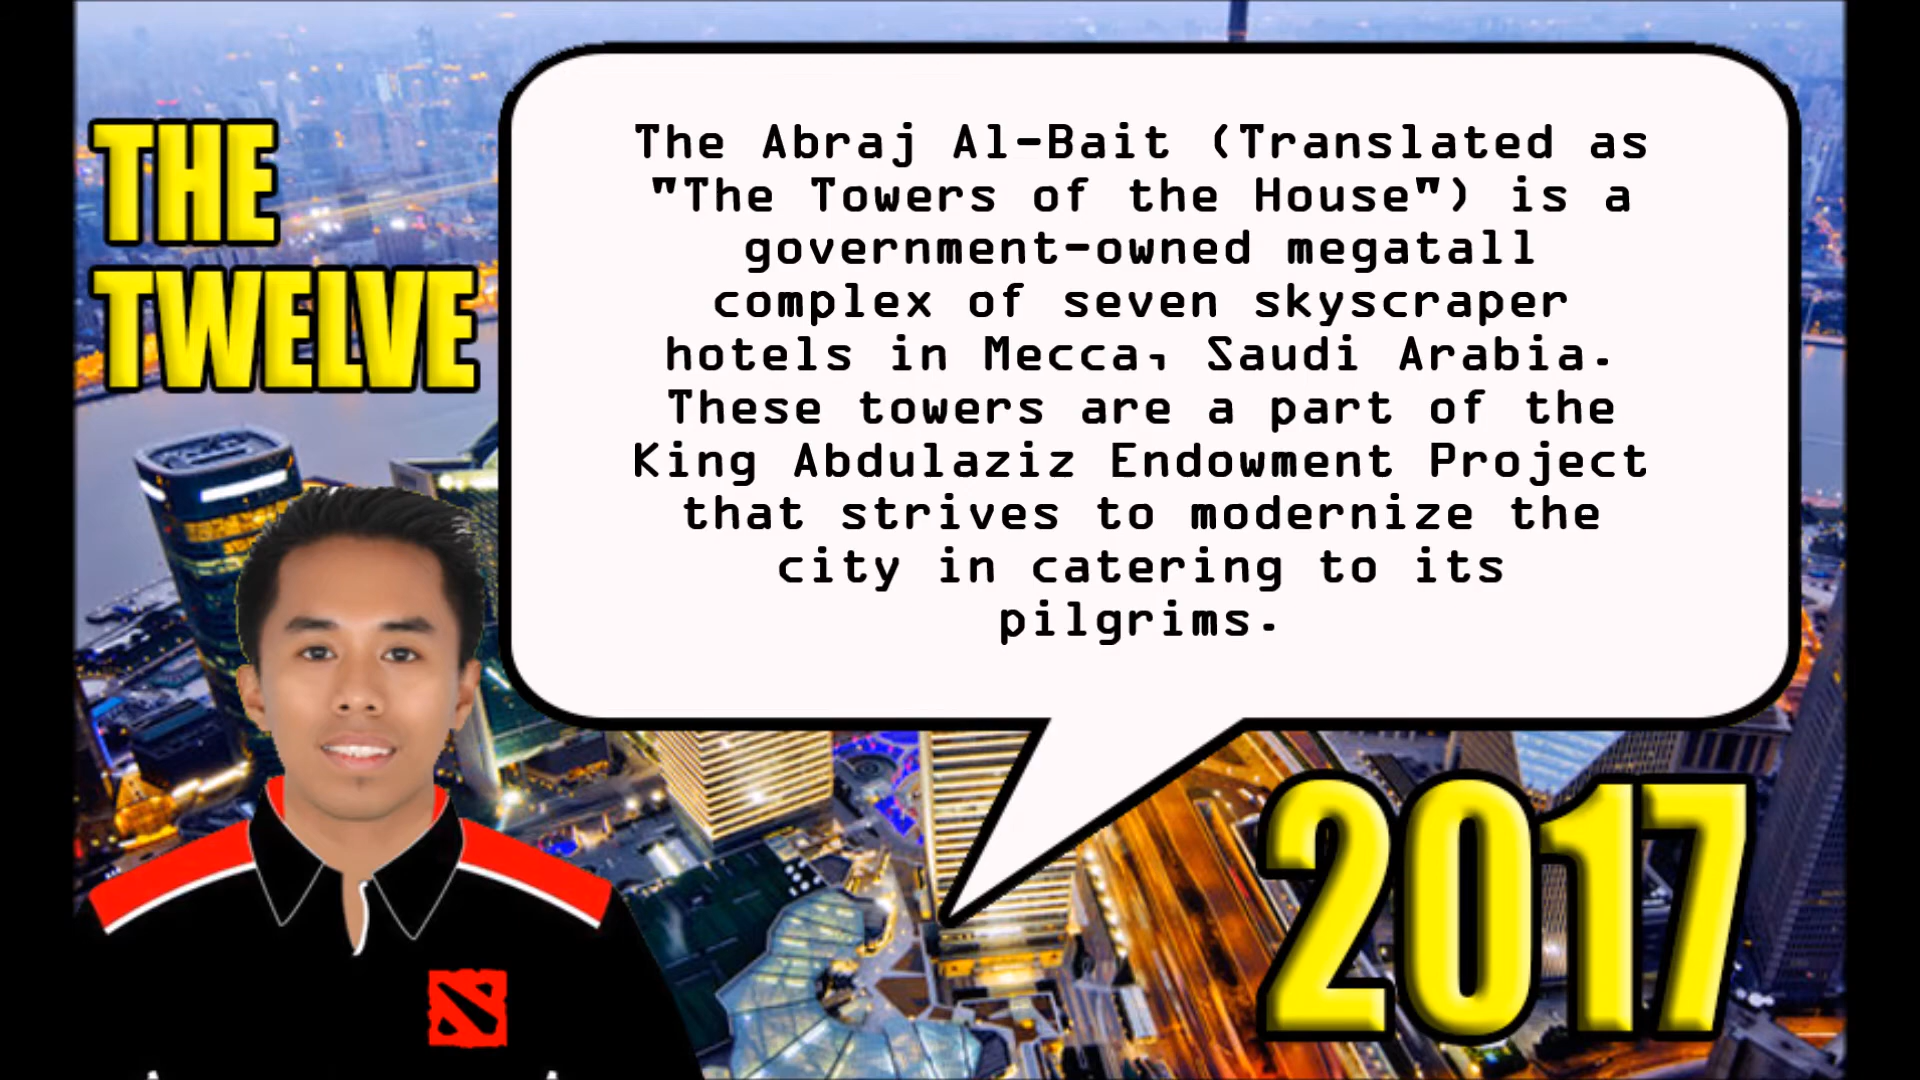 THE
TWELVE
The Abraj Al-Bait (Translated as
"The Towers of the House") is a
government-owned megatall
complex of seven skyscraper
hotels in Mecca, Saudi Arabia.
These towers are a part of the
King Abdulaziz Endowment Project
that strives to modernize the
city in catering to its
pilgrims.
2017